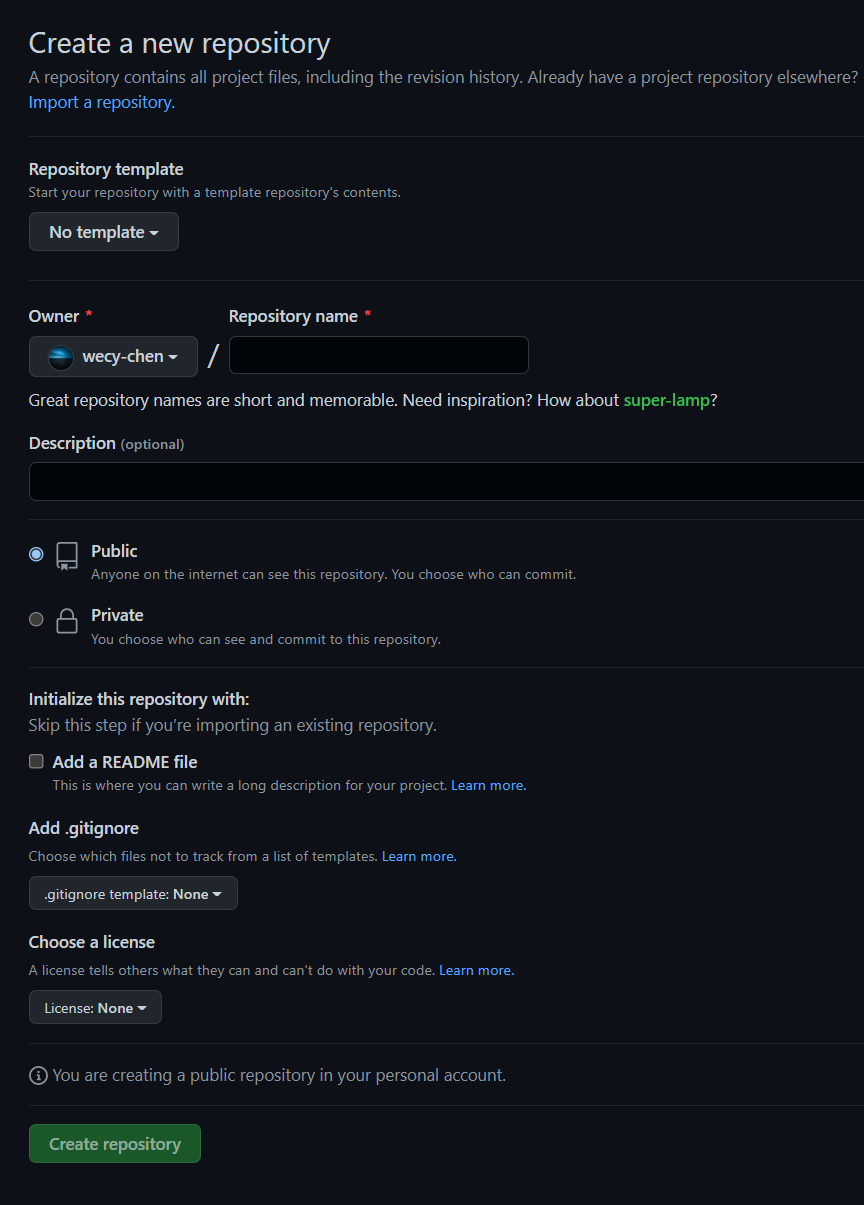 Create a new repository
A repository contains all project files, including the revision history. Already have a project repository elsewhere?
Import a repository.
Repository template
Start your repository with a template repository's contents.
No template
Owner * Repository name *
wecy-chen /
Great repository names are short and memorable. Need inspiration? How about super-lamp?
Description (optional)
Public
Anyone on the internet can see this repository. You choose who can commit.
Private
You choose who can see and commit to this repository.
Initialize this repository with:
Skip this step if you’re importing an existing repository.
Add a README file
This is where you can write a long description for your project. Learn more.
Add .gitignore
Choose which files not to track from a list of templates. Learn more.
.gitignore template: None
Choose a license
A license tells others what they can and can't do with your code. Learn more.
License: None
You are creating a public repository in your personal account.
Create repository